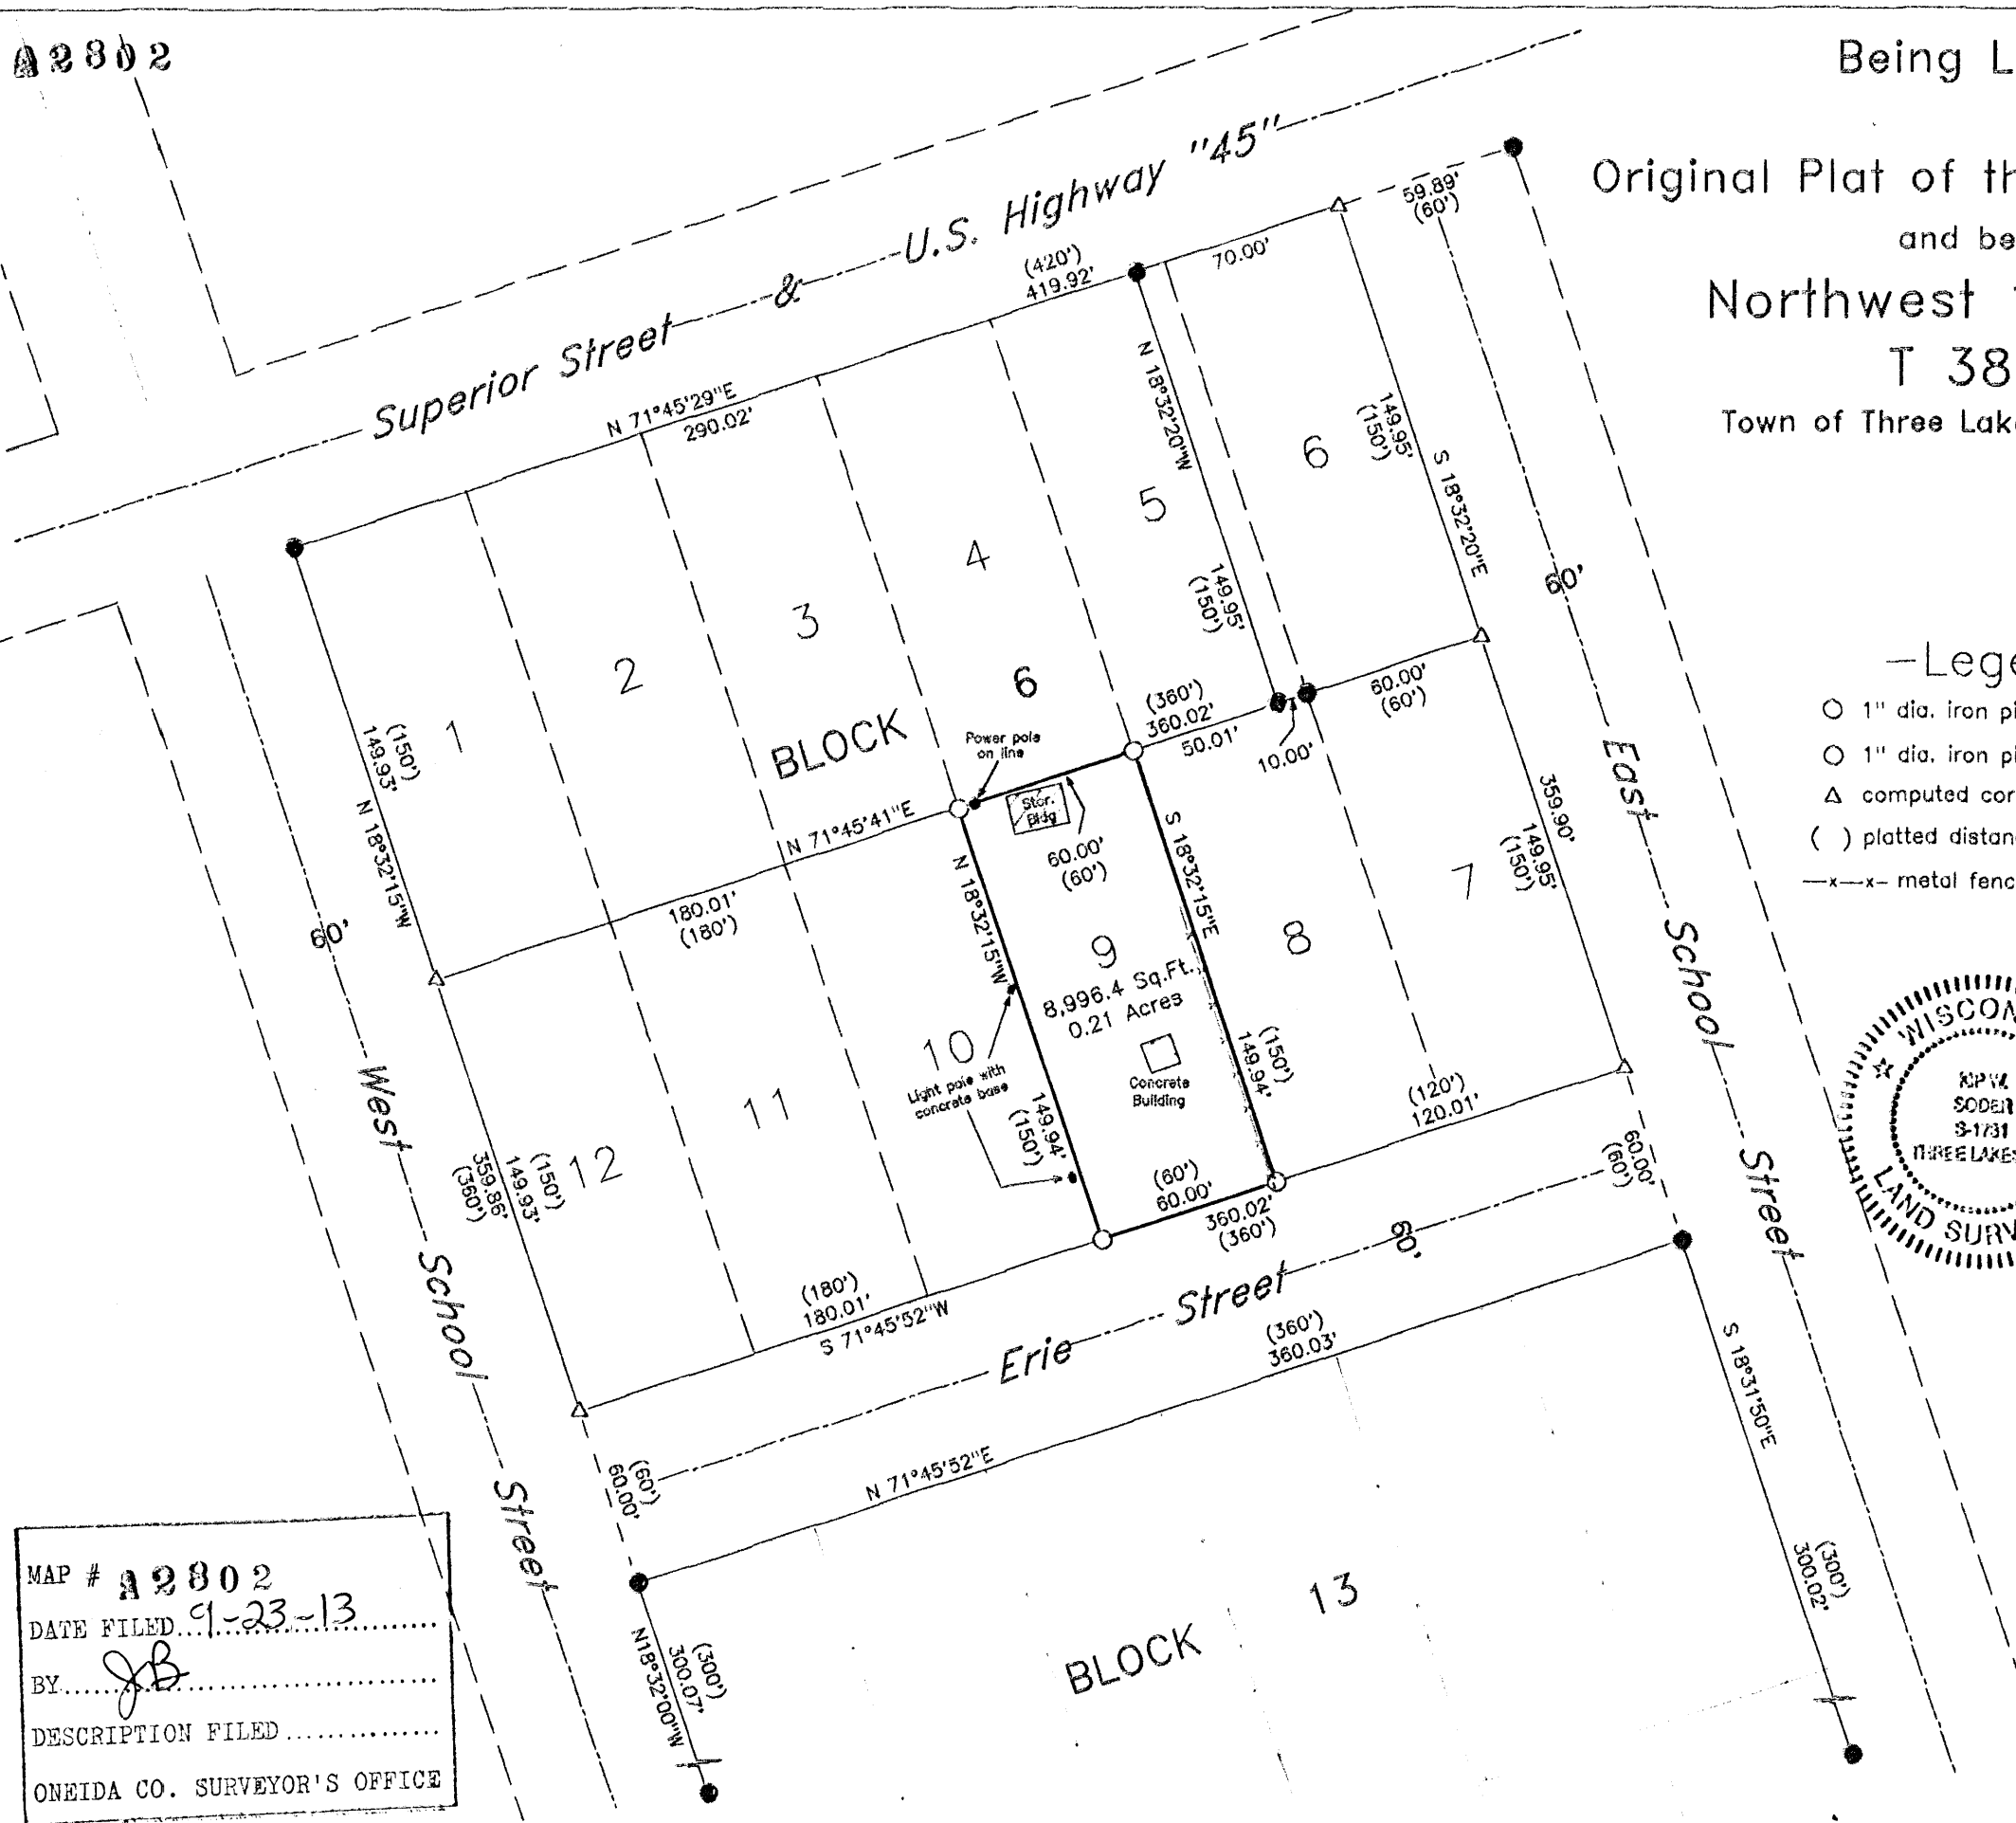 A2802
Being L
Original Plat of th
and be
Northwest
T 38
Town of Three Lak
Superior Street & U.S. Highway "45"
(420')
419.92'
70.00'
59.89'
(60')
N 71°45'29"E
290.02'
N 18°32'20"W
149.95'
(150')
149.95'
(150')
S 18°32'20"E
60'
1
2
3
4
5
6
BLOCK 6
(150')
149.93'
N 18°32'15"W
60'
Power pole
on line
(360')
360.02'
50.01'
10.00'
60.00'
(60')
N 71°45'41"E
180.01'
(180')
Stor.
Bldg
60.00'
(60')
N 18°32'15"W
S 18°32'15"E
359.90'
149.95'
(150')
7
8
9
8,996.4 Sq.Ft.
0.21 Acres
Concrete
Building
10
Light pole with
concrete base
149.94'
(150')
(150')
149.94'
11
12
(150')
149.93'
359.86'
(360')
(120')
120.01'
60.00'
(60')
(60')
60.00'
360.02'
(360')
(180')
180.01'
S 71°45'52"W
60'
Erie Street
West School Street
East School Street
(360')
360.03'
N 71°45'52"E
(60')
60.00'
S 18°31'50"E
(300')
300.02'
N18°32'00"W
(300')
300.07'
BLOCK 13
-Lege
1" dia. iron pi
1" dia. iron pi
computed cor
( ) platted distan
—x—x– metal fenc
WISCON
SODER
S-1731
THREE LAKES
LAND SURV
MAP # A2802
DATE FILED 9-23-13
BY JB
DESCRIPTION FILED
ONEIDA CO. SURVEYOR'S OFFICE